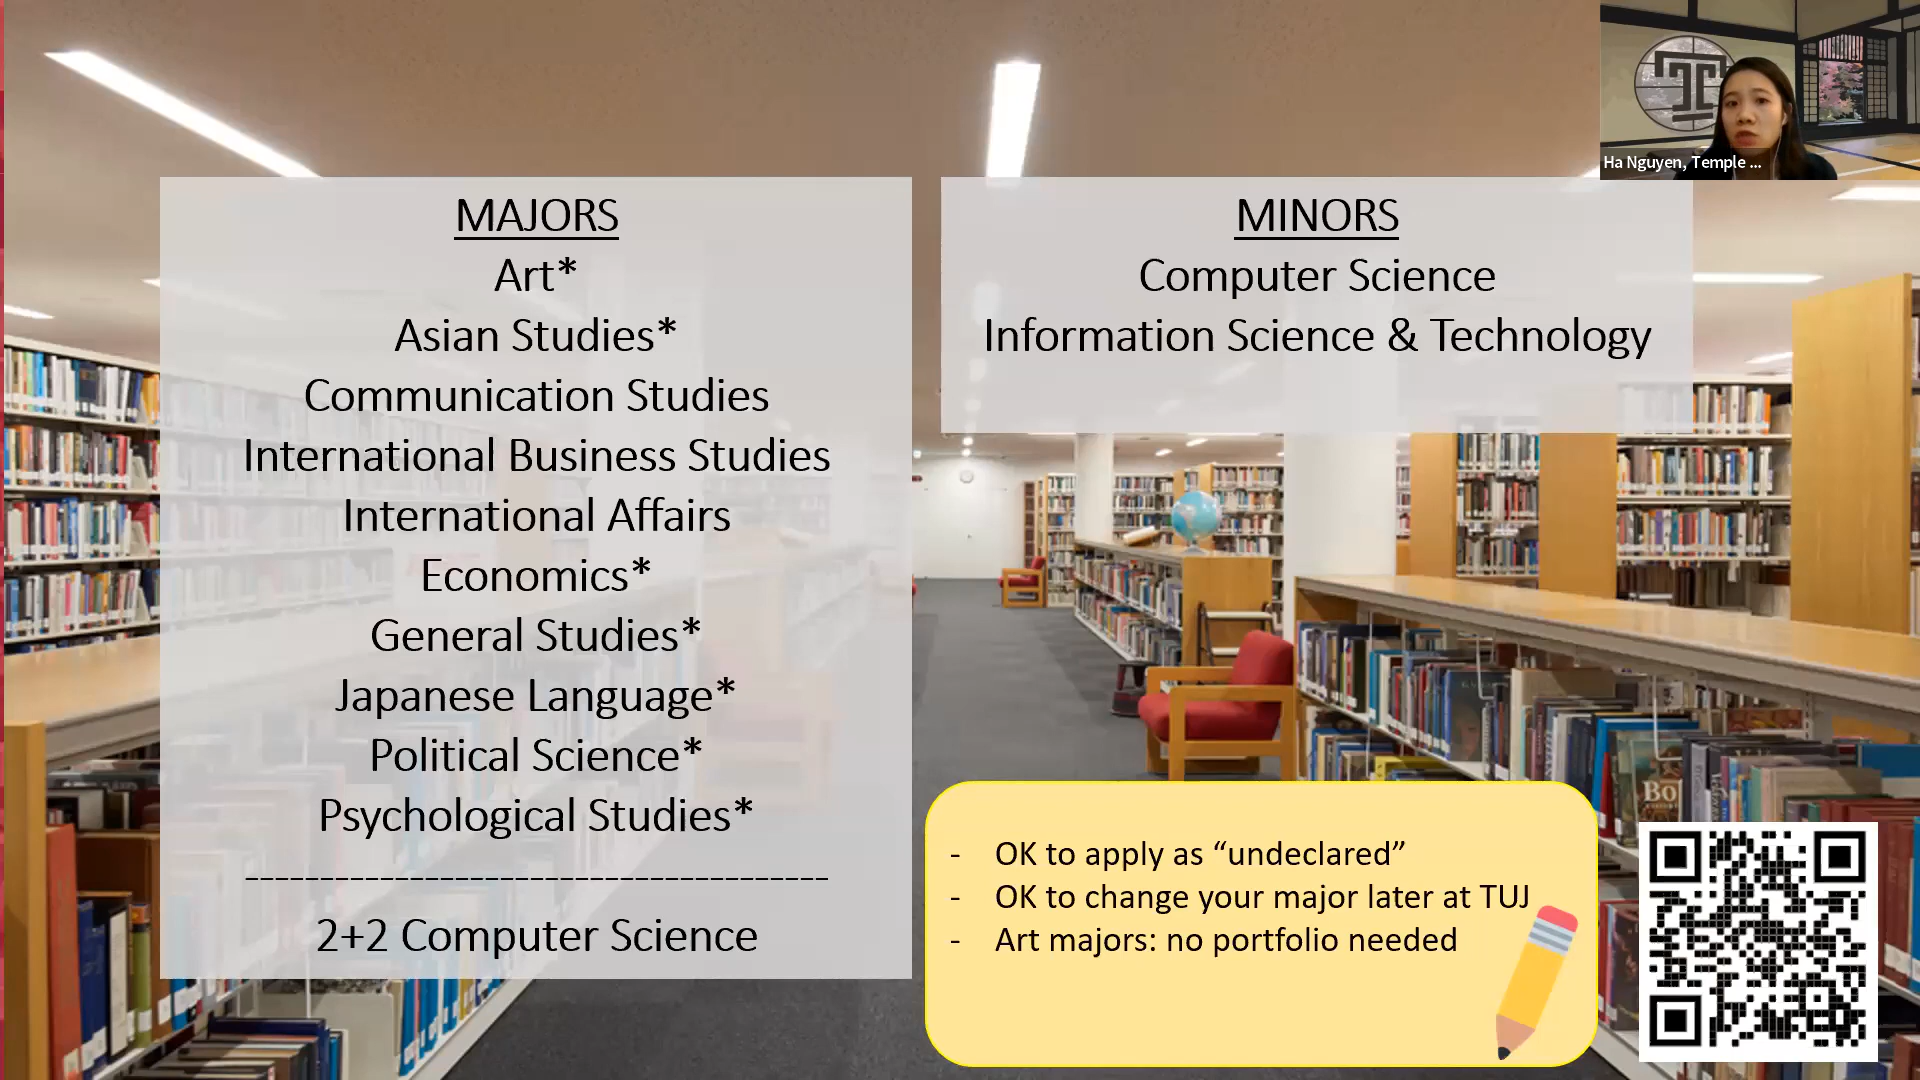 Ha Nguyen, Temple ...
MAJORS
Art*
Asian Studies*
Communication Studies
International Business Studies
International Affairs
Economics*
General Studies*
Japanese Language*
Political Science*
Psychological Studies*
---------------------------------------
2+2 Computer Science
MINORS
Computer Science
Information Science & Technology
- OK to apply as “undeclared”
- OK to change your major later at TUJ
- Art majors: no portfolio needed